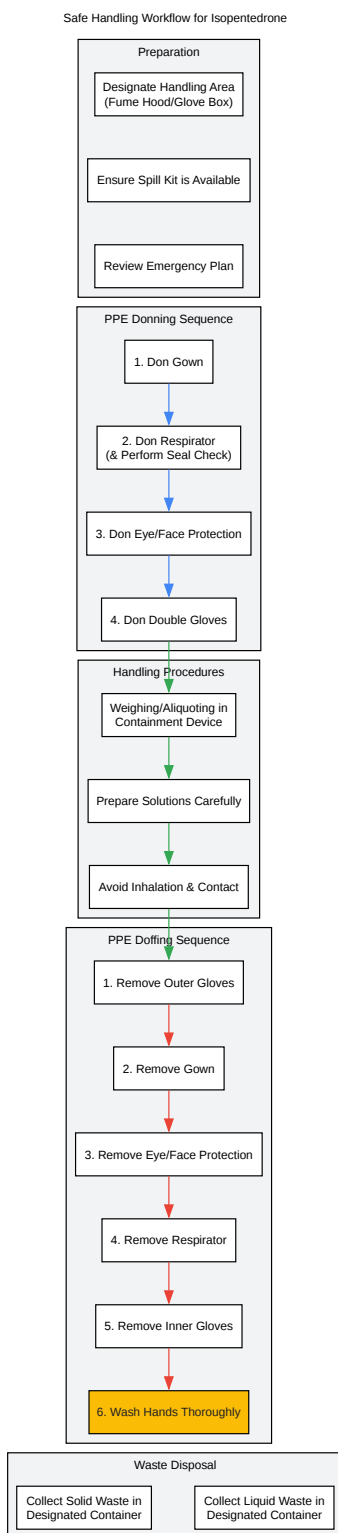 Safe Handling Workflow for Isopentedrone
Preparation
Designate Handling Area
(Fume Hood/Glove Box)
Ensure Spill Kit is Available
Review Emergency Plan
PPE Donning Sequence
1. Don Gown
2. Don Respirator
(& Perform Seal Check)
3. Don Eye/Face Protection
4. Don Double Gloves
Handling Procedures
Weighing/Aliquoting in
Containment Device
Prepare Solutions Carefully
Avoid Inhalation & Contact
PPE Doffing Sequence
1. Remove Outer Gloves
2. Remove Gown
3. Remove Eye/Face Protection
4. Remove Respirator
5. Remove Inner Gloves
6. Wash Hands Thoroughly
Waste Disposal
Collect Solid Waste in
Designated Container
Collect Liquid Waste in
Designated Container